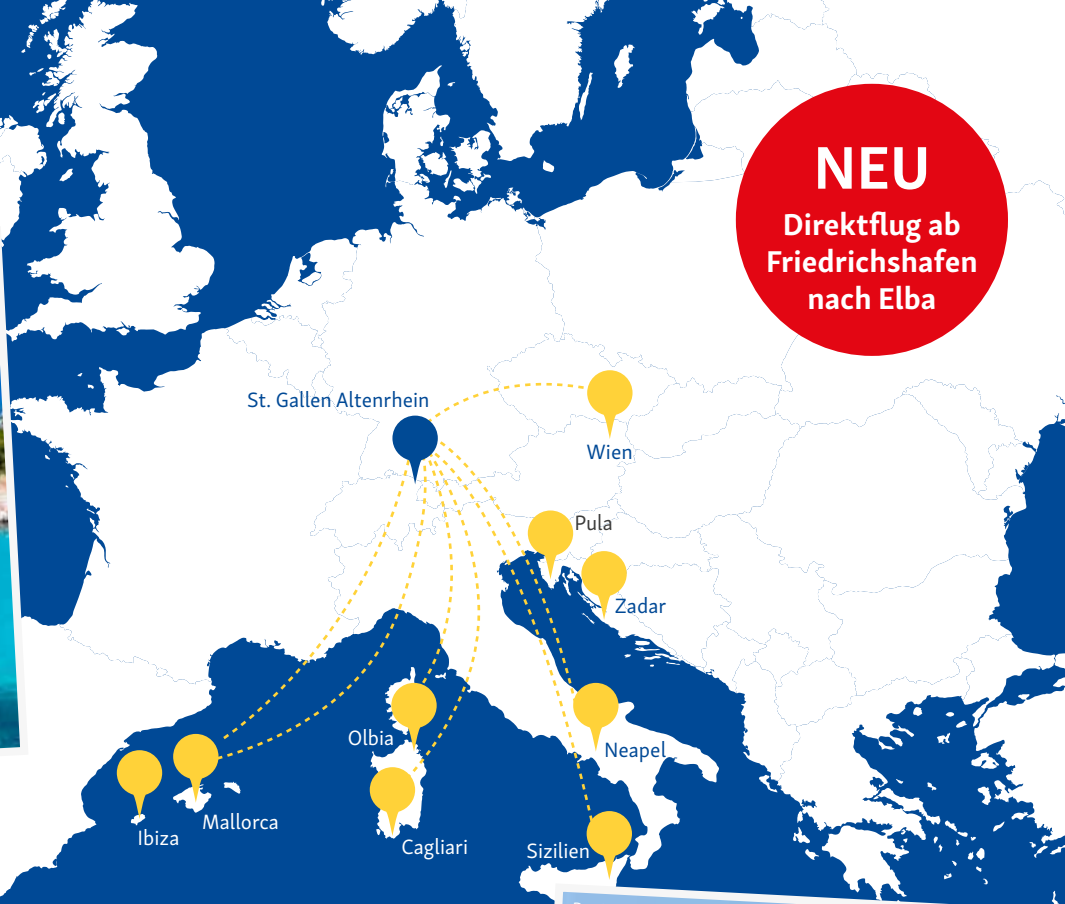 NEU
Direktflug ab
Friedrichshafen
nach Elba
St. Gallen Altenrhein
Wien
Pula
Zadar
Olbia
Neapel
Mallorca
Ibiza
Cagliari
Sizilien